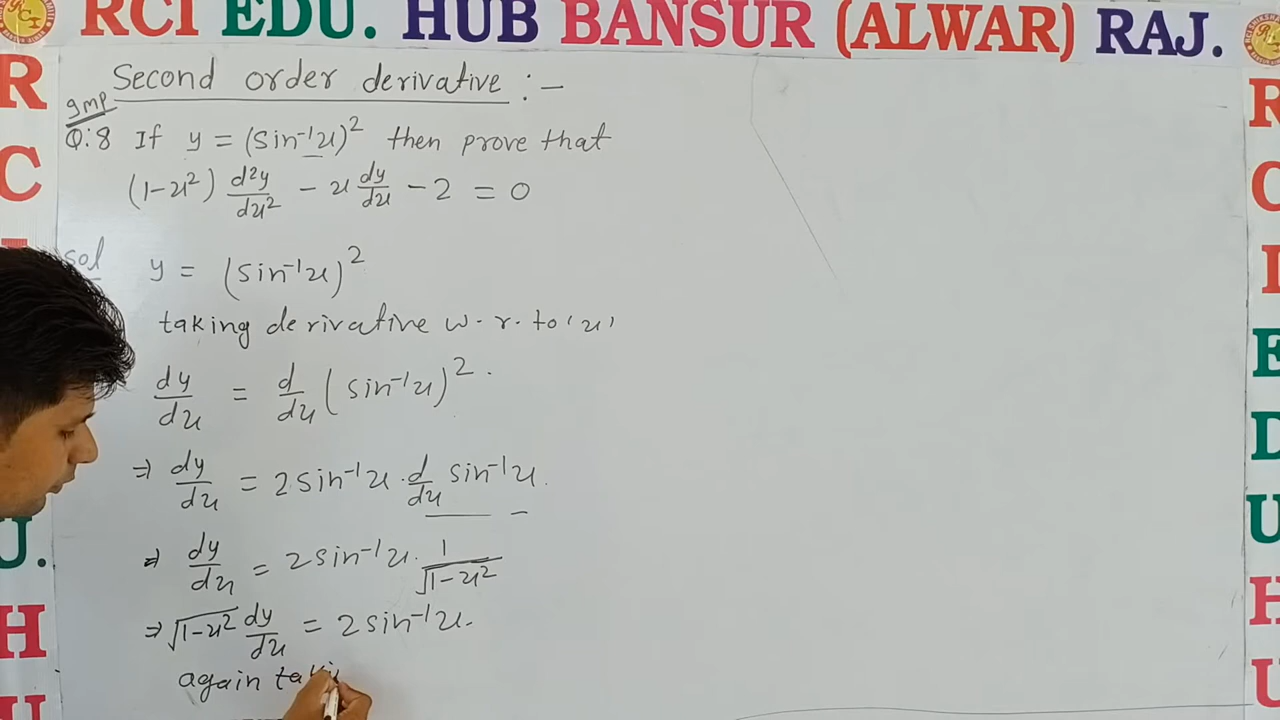 RCI EDU. HUB BANSUR (ALWAR) RAJ.
Second order derivative :-
Imp
Q:8 If y = (sin⁻¹x)² then prove that
(1-x²) d²y/dx² - x dy/dx - 2 = 0
sol y = (sin⁻¹x)²
taking derivative w.r.to 'x'
dy/dx = d/dx (sin⁻¹x)².
⇒ dy/dx = 2sin⁻¹x . d/dx sin⁻¹x.
⇒ dy/dx = 2sin⁻¹x . 1/√1-x²
⇒ √1-x² dy/dx = 2sin⁻¹x.
again taki
R
C
U.
H
U
R
C
I
E
D
U
H
U